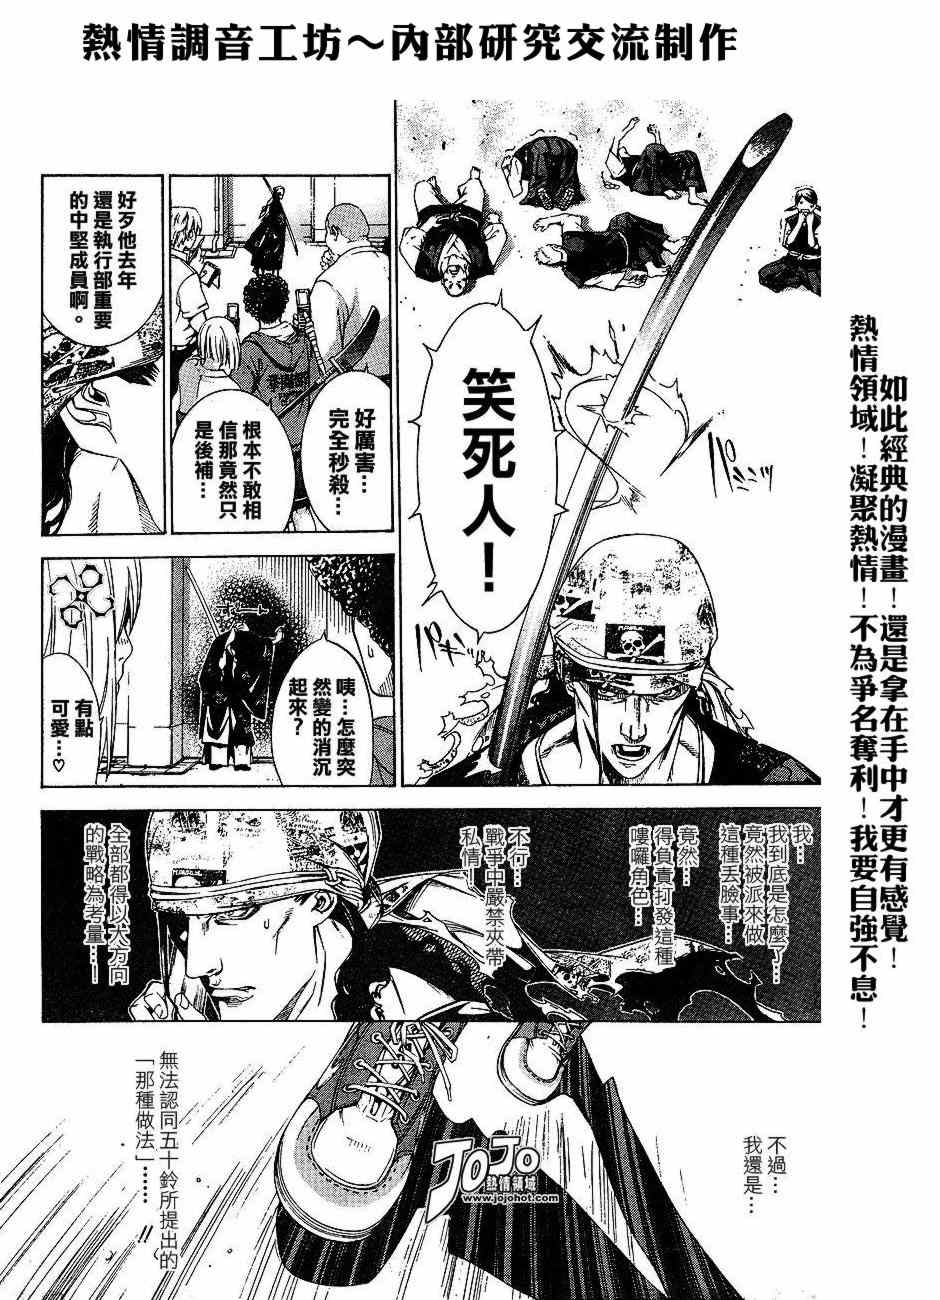 熱情調音工坊～內部研究交流制作
如此經典的漫畫！還是拿在手中才更有感覺！
熱情領域！凝聚熱情！不為爭名奪利！我要自強不息！
笑死人！
好厲害…
完全秒殺…
根本不敢相
信那竟然只
是後補…
好歹他去年
還是執行部重要
的中堅成員啊。
咦…怎麼突
然變的消沉
起來？
有點
可愛…♡
我…
我到底是怎麼了…
竟然被派來做
這種丟臉事…
竟然…
得負責打發這種
嘍囉角色…
不行…
戰爭中嚴禁夾帶
私情！
全部都得以犬方向
的戰略為考量…！
不過…
我還是…
無法認同五十鈴所提出的
「那種做法」……!!
JoJo
熱情領域
www.jojohot.com